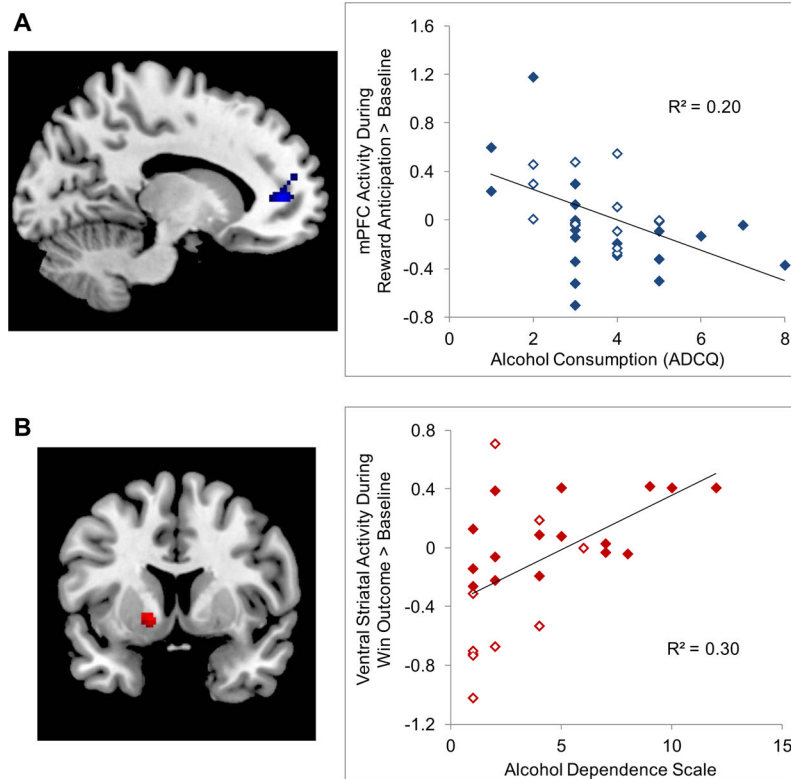 A
mPFC Activity During
Reward Anticipation > Baseline
1.6
1.2
0.8
0.4
0
-0.4
-0.8
R² = 0.20
0 2 4 6 8
Alcohol Consumption (ADCQ)
B
Ventral Striatal Activity During
Win Outcome > Baseline
0.8
0.4
0
-0.4
-0.8
-1.2
R² = 0.30
0 5 10 15
Alcohol Dependence Scale